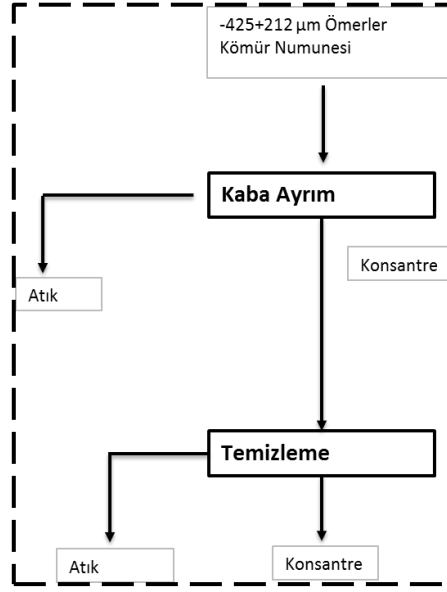 -425+212 µm Ömerler
Kömür Numunesi
Kaba Ayrım
Konsantre
Atık
Temizleme
Atık
Konsantre